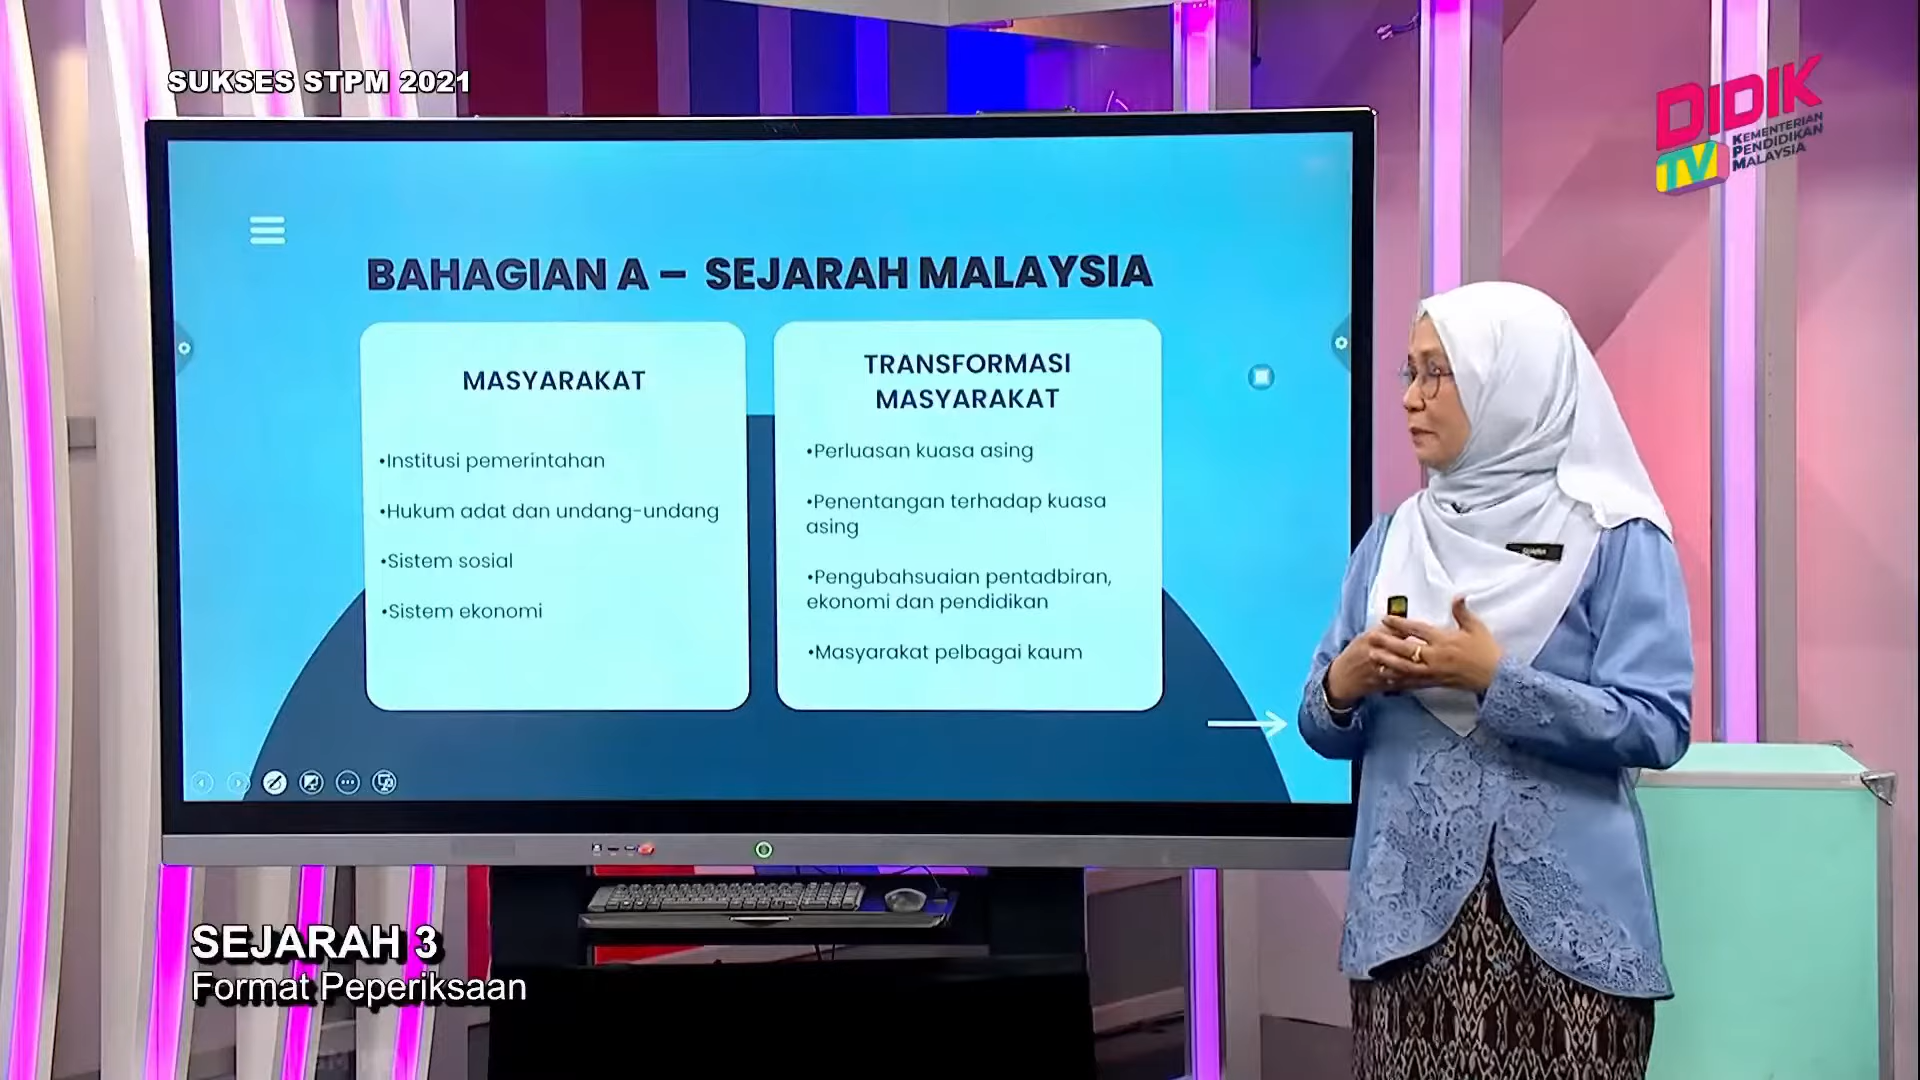 SUKSES STPM 2021
DIDIK
TV
KEMENTERIAN
PENDIDIKAN
MALAYSIA
BAHAGIAN A – SEJARAH MALAYSIA
MASYARAKAT
•Institusi pemerintahan
•Hukum adat dan undang-undang
•Sistem sosial
•Sistem ekonomi
TRANSFORMASI
MASYARAKAT
•Perluasan kuasa asing
•Penentangan terhadap kuasa
asing
•Pengubahsuaian pentadbiran,
ekonomi dan pendidikan
•Masyarakat pelbagai kaum
SEJARAH 3
Format Peperiksaan